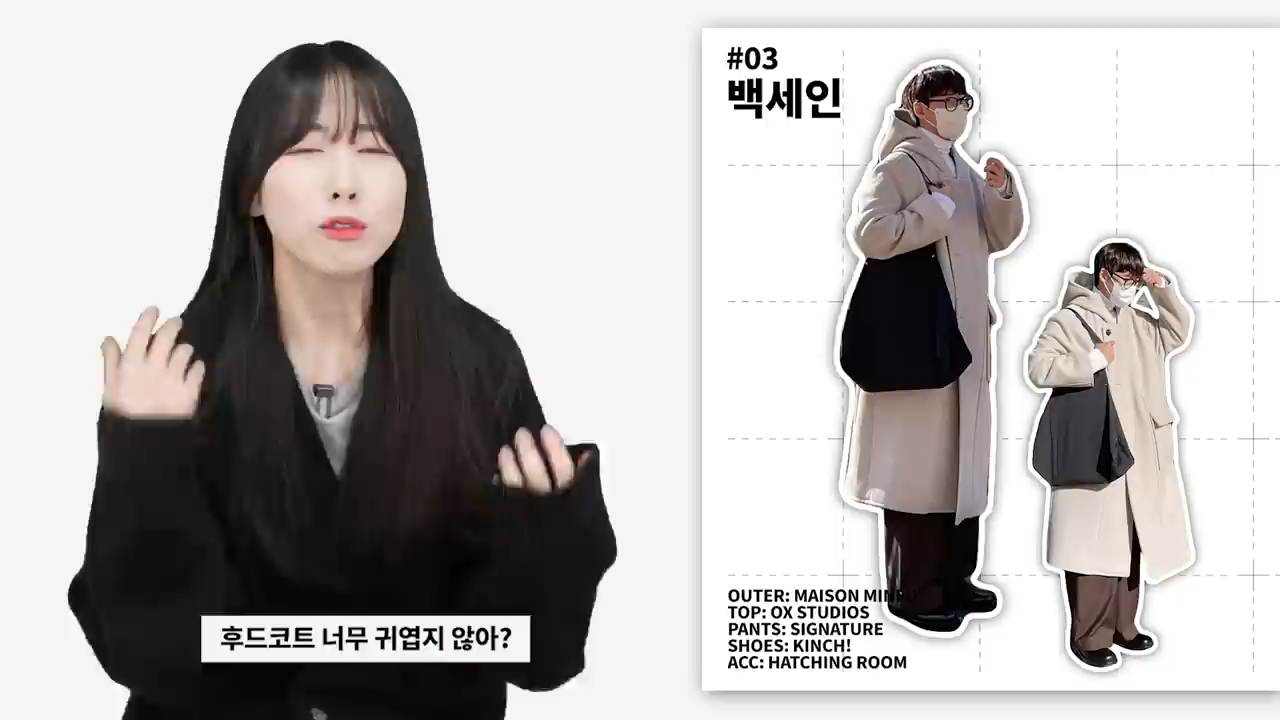 #03
백세인
OUTER: MAISON
TOP: OX STUDIOS
PANTS: SIGNATURE
SHOES: KINCH!
ACC: HATCHING ROOM
후드코트 너무 귀엽지 않아?